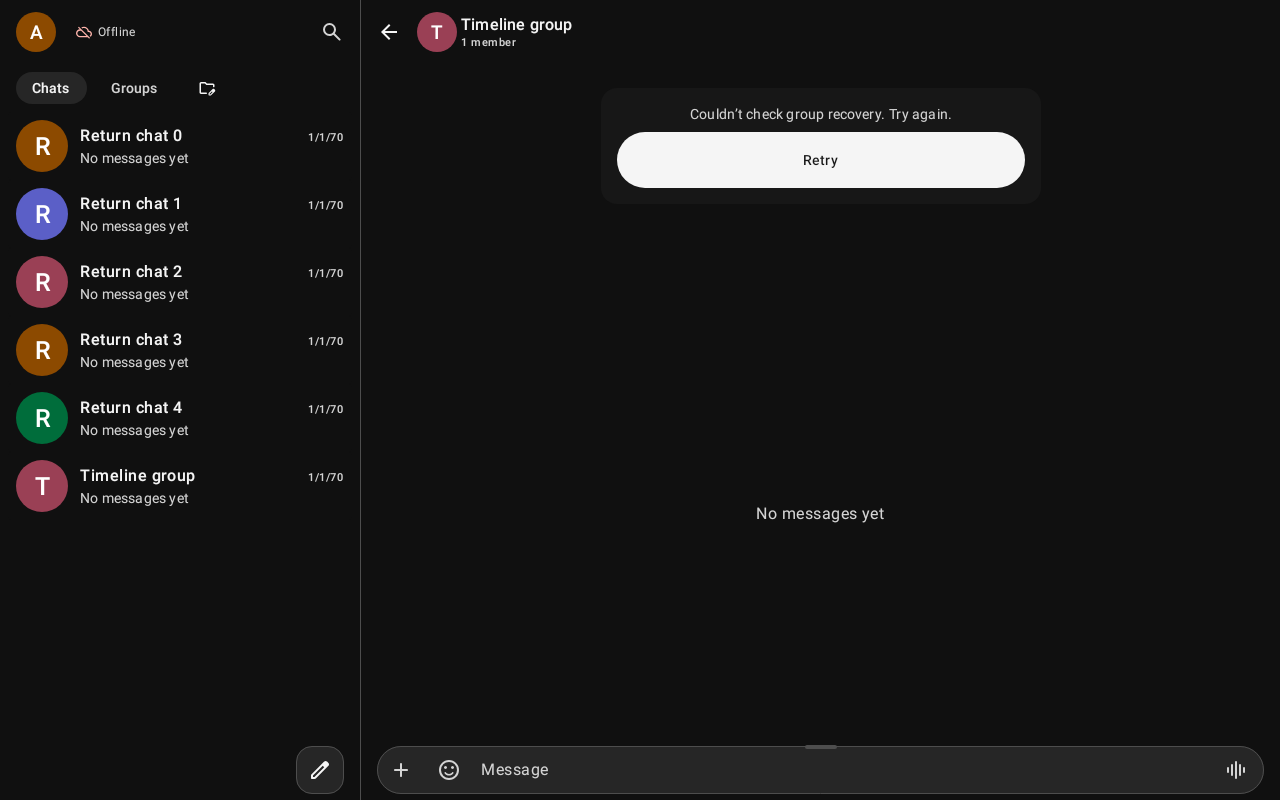 A
Offline
Chats
Groups
R
Return chat 0
1/1/70
No messages yet
R
Return chat 1
1/1/70
No messages yet
R
Return chat 2
1/1/70
No messages yet
R
Return chat 3
1/1/70
No messages yet
R
Return chat 4
1/1/70
No messages yet
T
Timeline group
1/1/70
No messages yet
T
Timeline group
1 member
Couldn’t check group recovery. Try again.
Retry
No messages yet
Message